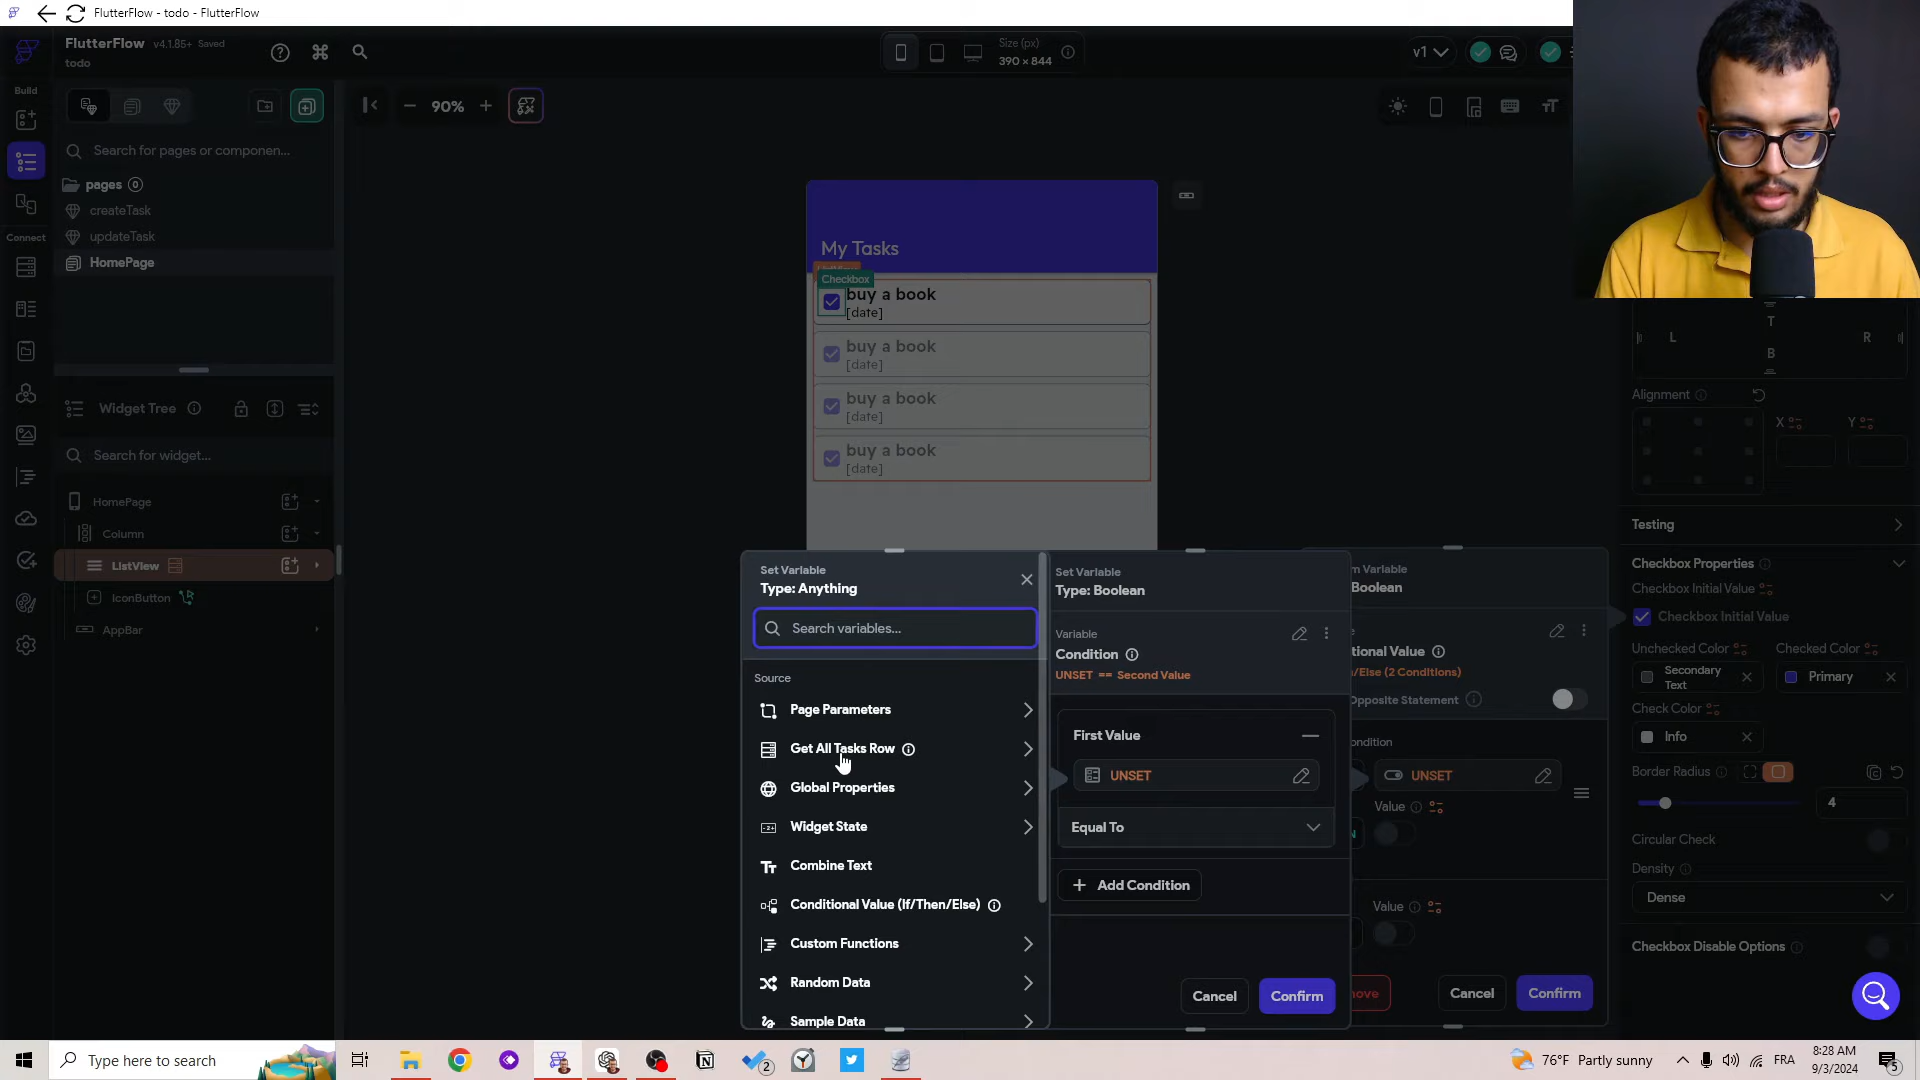 FlutterFlow - todo - FlutterFlow
FlutterFlow v4.1.85+ Saved
todo
Size (px)
390 × 844
v1
Build
90%
Search for pages or componen...
pages 0
createTask
updateTask
HomePage
Connect
Widget Tree
Search for widget...
HomePage
Column
ListView
IconButton
AppBar
My Tasks
Checkbox
buy a book
[date]
buy a book
[date]
buy a book
[date]
buy a book
[date]
Set Variable
Type: Anything
Search variables...
Source
Page Parameters
Get All Tasks Row
Global Properties
Widget State
Combine Text
Conditional Value (If/Then/Else)
Custom Functions
Random Data
Sample Data
Set Variable
Type: Boolean
Variable
Condition
UNSET == Second Value
First Value
UNSET
Equal To
Add Condition
Cancel
Confirm
m Variable
Boolean
tional Value
/Else (2 Conditions)
Opposite Statement
ondition
UNSET
Value
N
Value
ove
Cancel
Confirm
T
L
R
B
Alignment
X
Y
Testing
Checkbox Properties
Checkbox Initial Value
Checkbox Initial Value
Unchecked Color
Checked Color
Secondary
Text
Primary
Check Color
Info
Border Radius
4
Circular Check
Density
Dense
Checkbox Disable Options
Type here to search
2
76°F Partly sunny
FRA
8:28 AM
9/3/2024
5